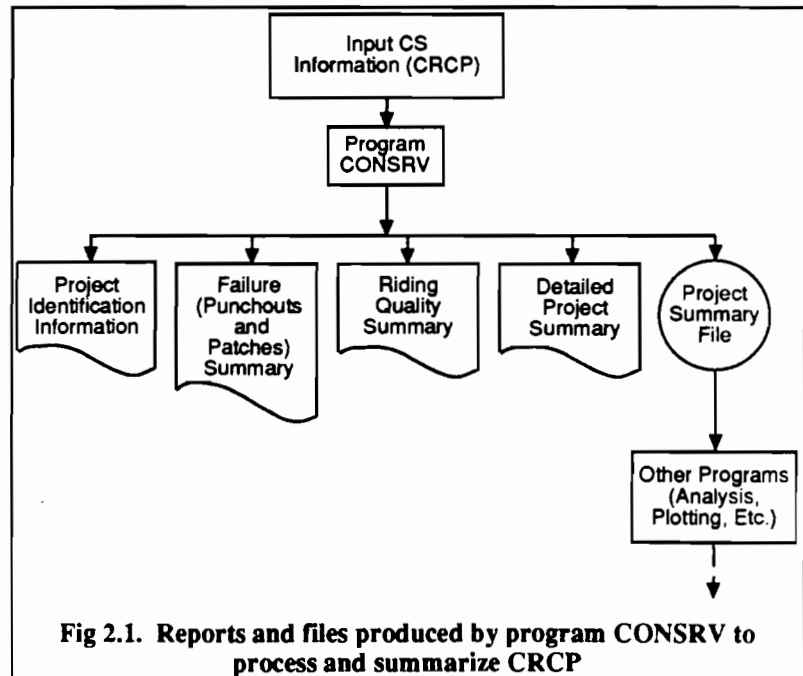 Input CS
Information (CRCP)
Program
CONSRV
Project
Identification
Information
Failure
(Punchouts
and
Patches)
Summary
Riding
Quality
Summary
Detailed
Project
Summary
Project
Summary
File
Other Programs
(Analysis,
Plotting, Etc.)
Fig 2.1. Reports and files produced by program CONSRV to
process and summarize CRCP